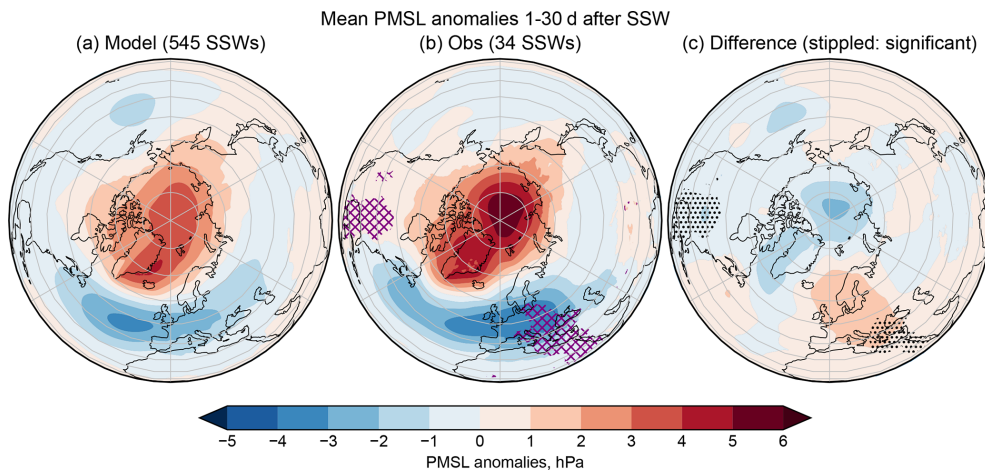 Mean PMSL anomalies 1-30 d after SSW
(a) Model (545 SSWs)
(b) Obs (34 SSWs)
(c) Difference (stippled: significant)
−5 −4 −3 −2 −1 0 1 2 3 4 5 6
PMSL anomalies, hPa